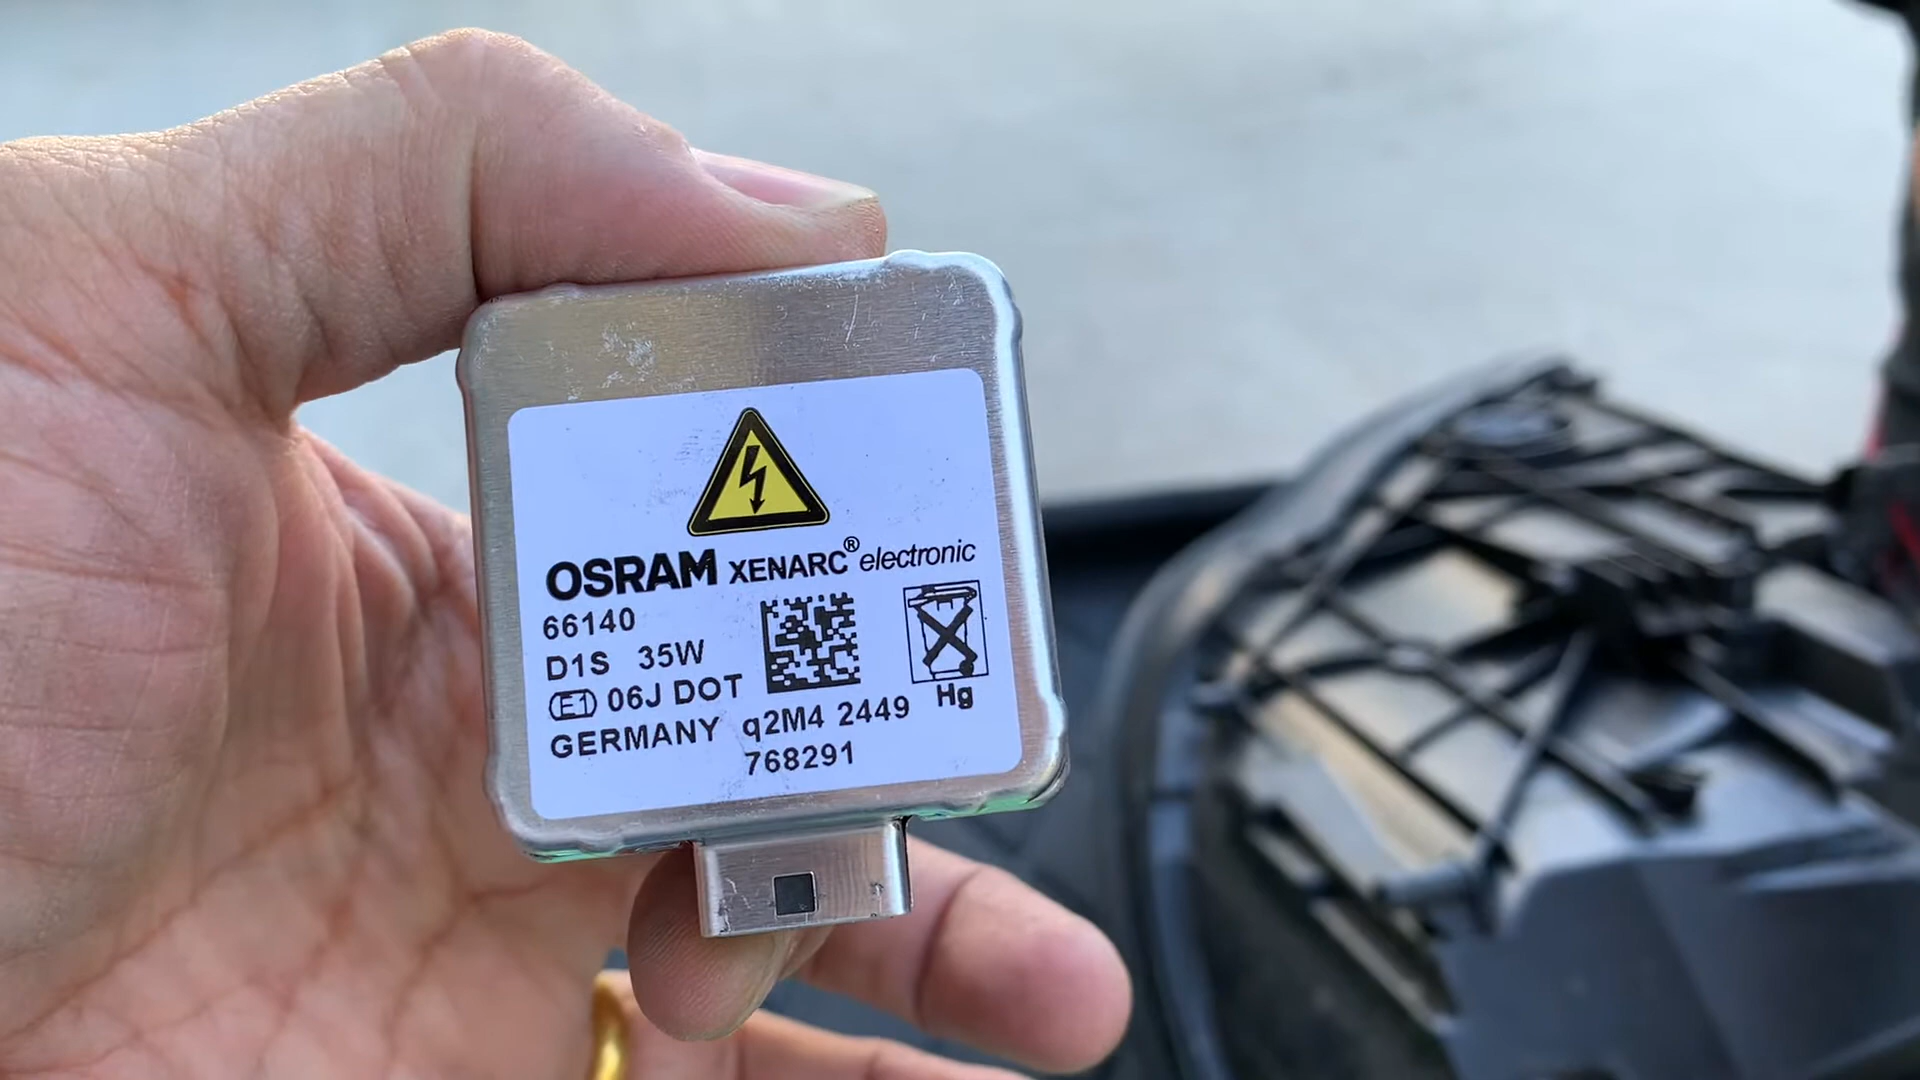 OSRAM XENARC® electronic
66140
D1S 35W
E1 06J DOT
GERMANY q2M4 2449
768291
Hg